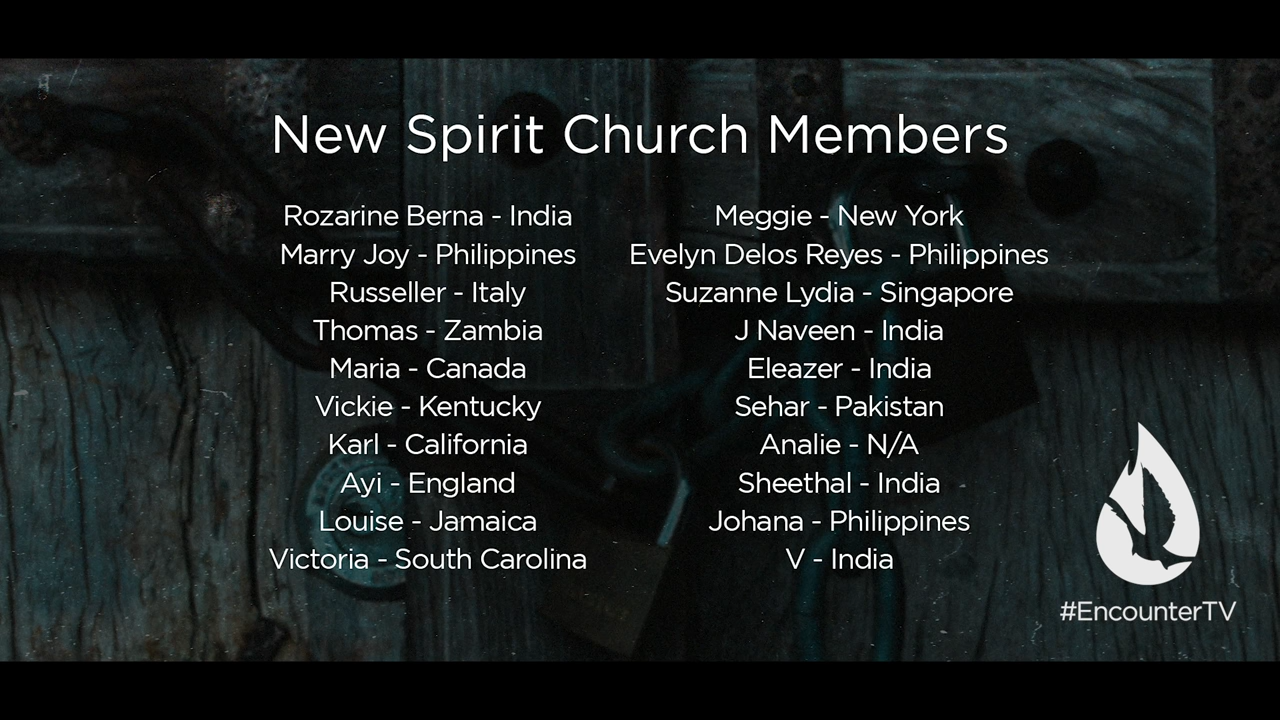 New Spirit Church Members
Rozarine Berna - India
Marry Joy - Philippines
Russeller - Italy
Thomas - Zambia
Maria - Canada
Vickie - Kentucky
Karl - California
Ayi - England
Louise - Jamaica
Victoria - South Carolina
Meggie - New York
Evelyn Delos Reyes - Philippines
Suzanne Lydia - Singapore
J Naveen - India
Eleazer - India
Sehar - Pakistan
Analie - N/A
Sheethal - India
Johana - Philippines
V - India
#EncounterTV